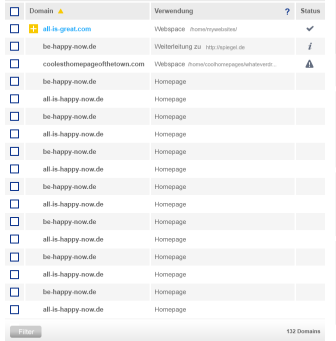 Domain Verwendung ? Status
all-is-great.com Webspace /home/mywebsites/
be-happy-now.de Weiterleitung zu http://spiegel.de
coolesthomepageofthetown.com Webspace /home/coolhomepages/whateverdr...
be-happy-now.de Homepage
all-is-happy-now.de Homepage
be-happy-now.de Homepage
all-is-happy-now.de Homepage
be-happy-now.de Homepage
all-is-happy-now.de Homepage
be-happy-now.de Homepage
all-is-happy-now.de Homepage
be-happy-now.de Homepage
all-is-happy-now.de Homepage
be-happy-now.de Homepage
all-is-happy-now.de Homepage
be-happy-now.de Homepage
all-is-happy-now.de Homepage
Filter 132 Domains